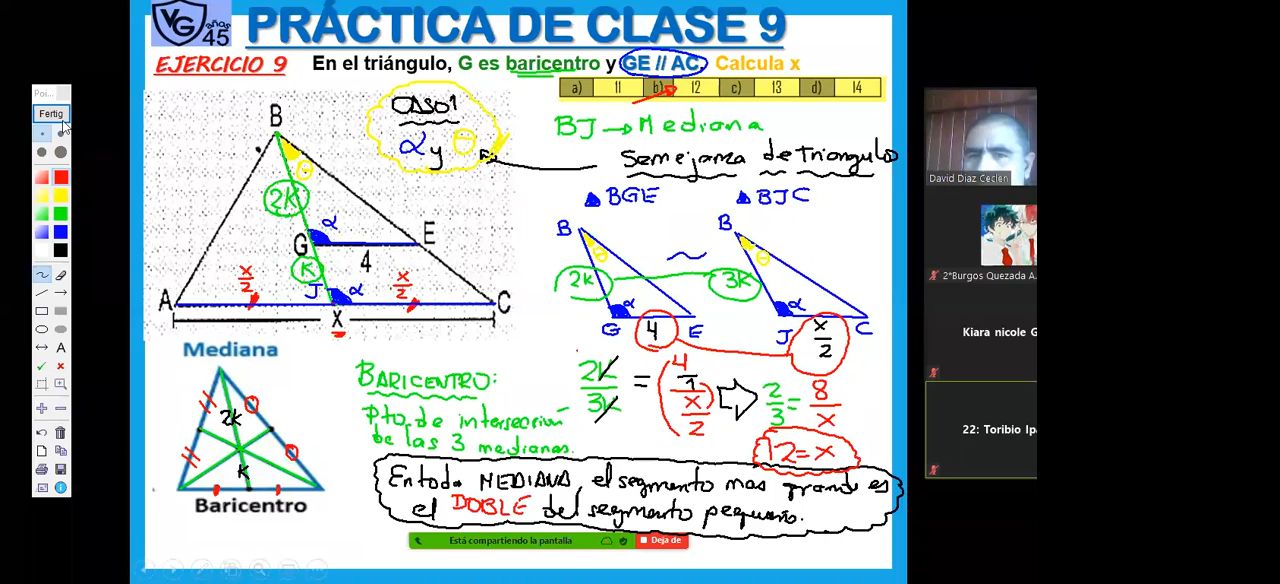 VG
años
45
PRÁCTICA DE CLASE 9
EJERCICIO 9 En el triángulo, G es baricentro y GE // AC. Calcula x
a) 11 b) 12 c) 13 d) 14
Fertig
CASO 1
α y θ
B
θ
2K
α
G
E
4
K
x/2
x/2
J
α
A
C
x
BJ → Mediana
Semejanza de Triangulo
BGE
BJC
B
θ
2K
α
G
4
E
~
B
θ
3K
α
J
x/2
C
Mediana
2K
K
Baricentro
BARICENTRO:
Pto. de intersección
de las 3 medianas.
2K/3K = 4/1 / x/2 ⇒ 2/3 = 8/x
12 = x
En toda MEDIANA, el segmento mas grande es
el DOBLE del segmento pequeño.
Está compartiendo la pantalla
Deja de
David Diaz Ceclen
2°Burgos Quezada A.
Kiara nicole G
22: Toribio Ip